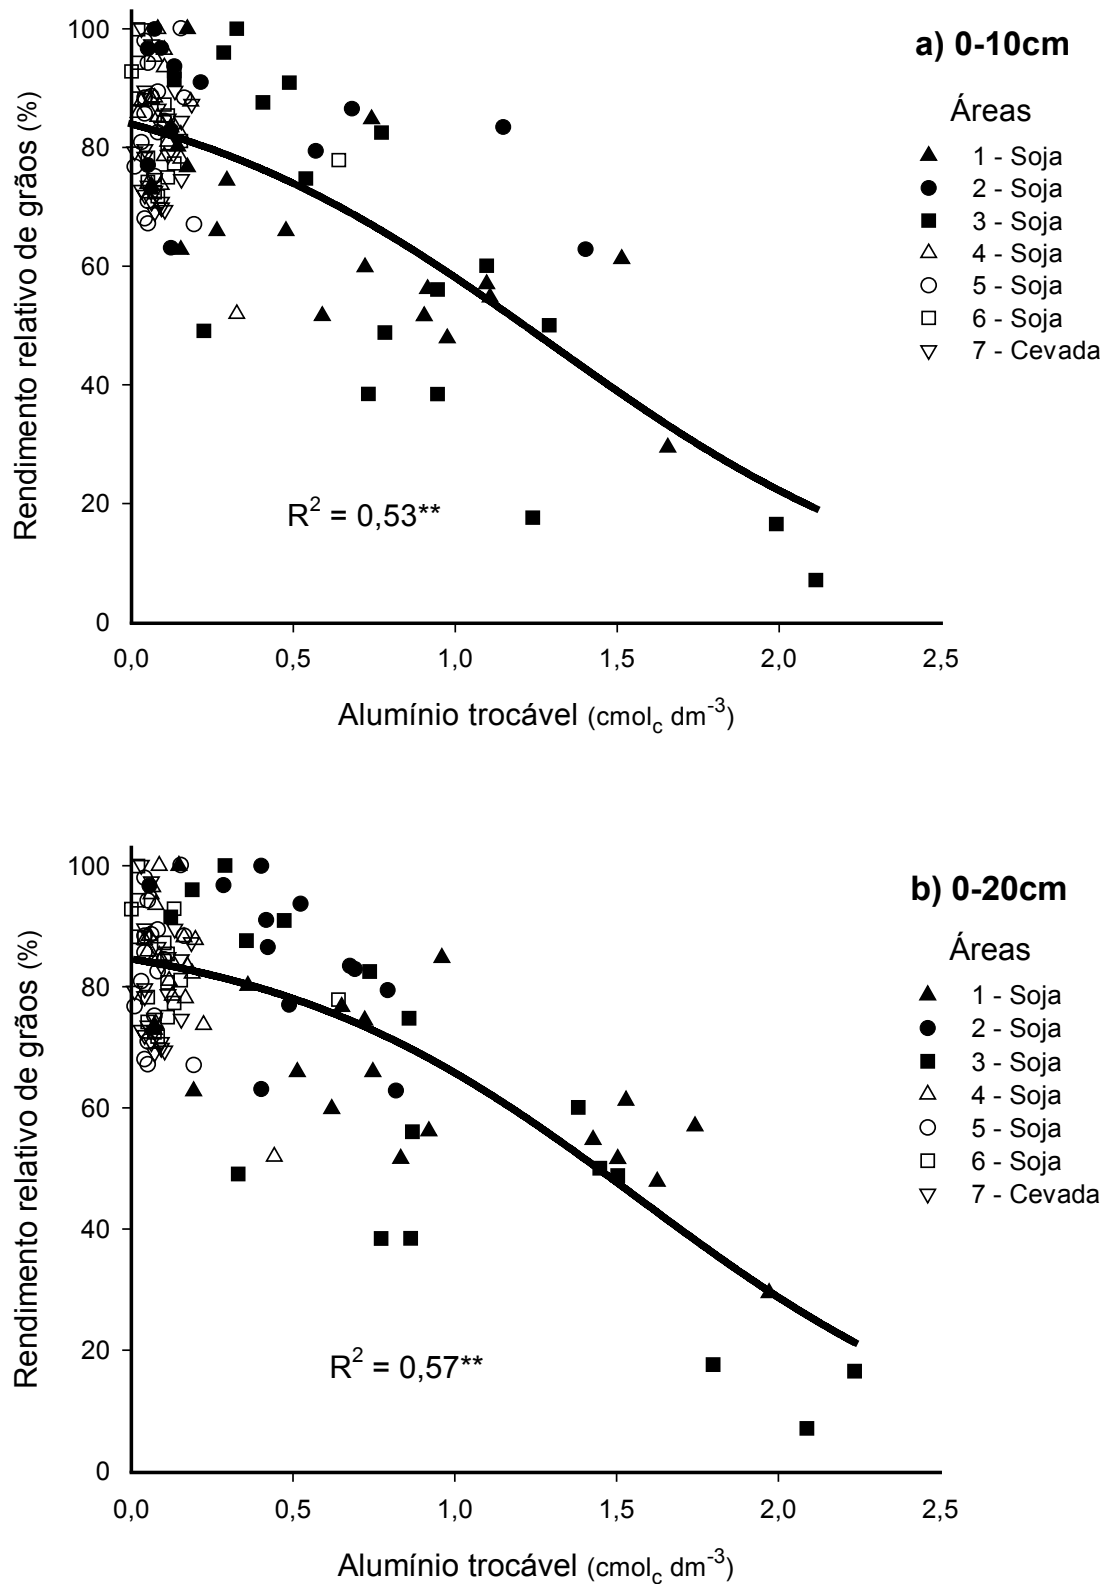 a) 0-10cm
Áreas
1 - Soja
2 - Soja
3 - Soja
4 - Soja
5 - Soja
6 - Soja
7 - Cevada
Rendimento relativo de grãos (%)
100
80
60
40
20
0
R² = 0,53**
0,0 0,5 1,0 1,5 2,0 2,5
Alumínio trocável (cmolc dm⁻³)
b) 0-20cm
Áreas
1 - Soja
2 - Soja
3 - Soja
4 - Soja
5 - Soja
6 - Soja
7 - Cevada
Rendimento relativo de grãos (%)
100
80
60
40
20
0
R² = 0,57**
0,0 0,5 1,0 1,5 2,0 2,5
Alumínio trocável (cmolc dm⁻³)